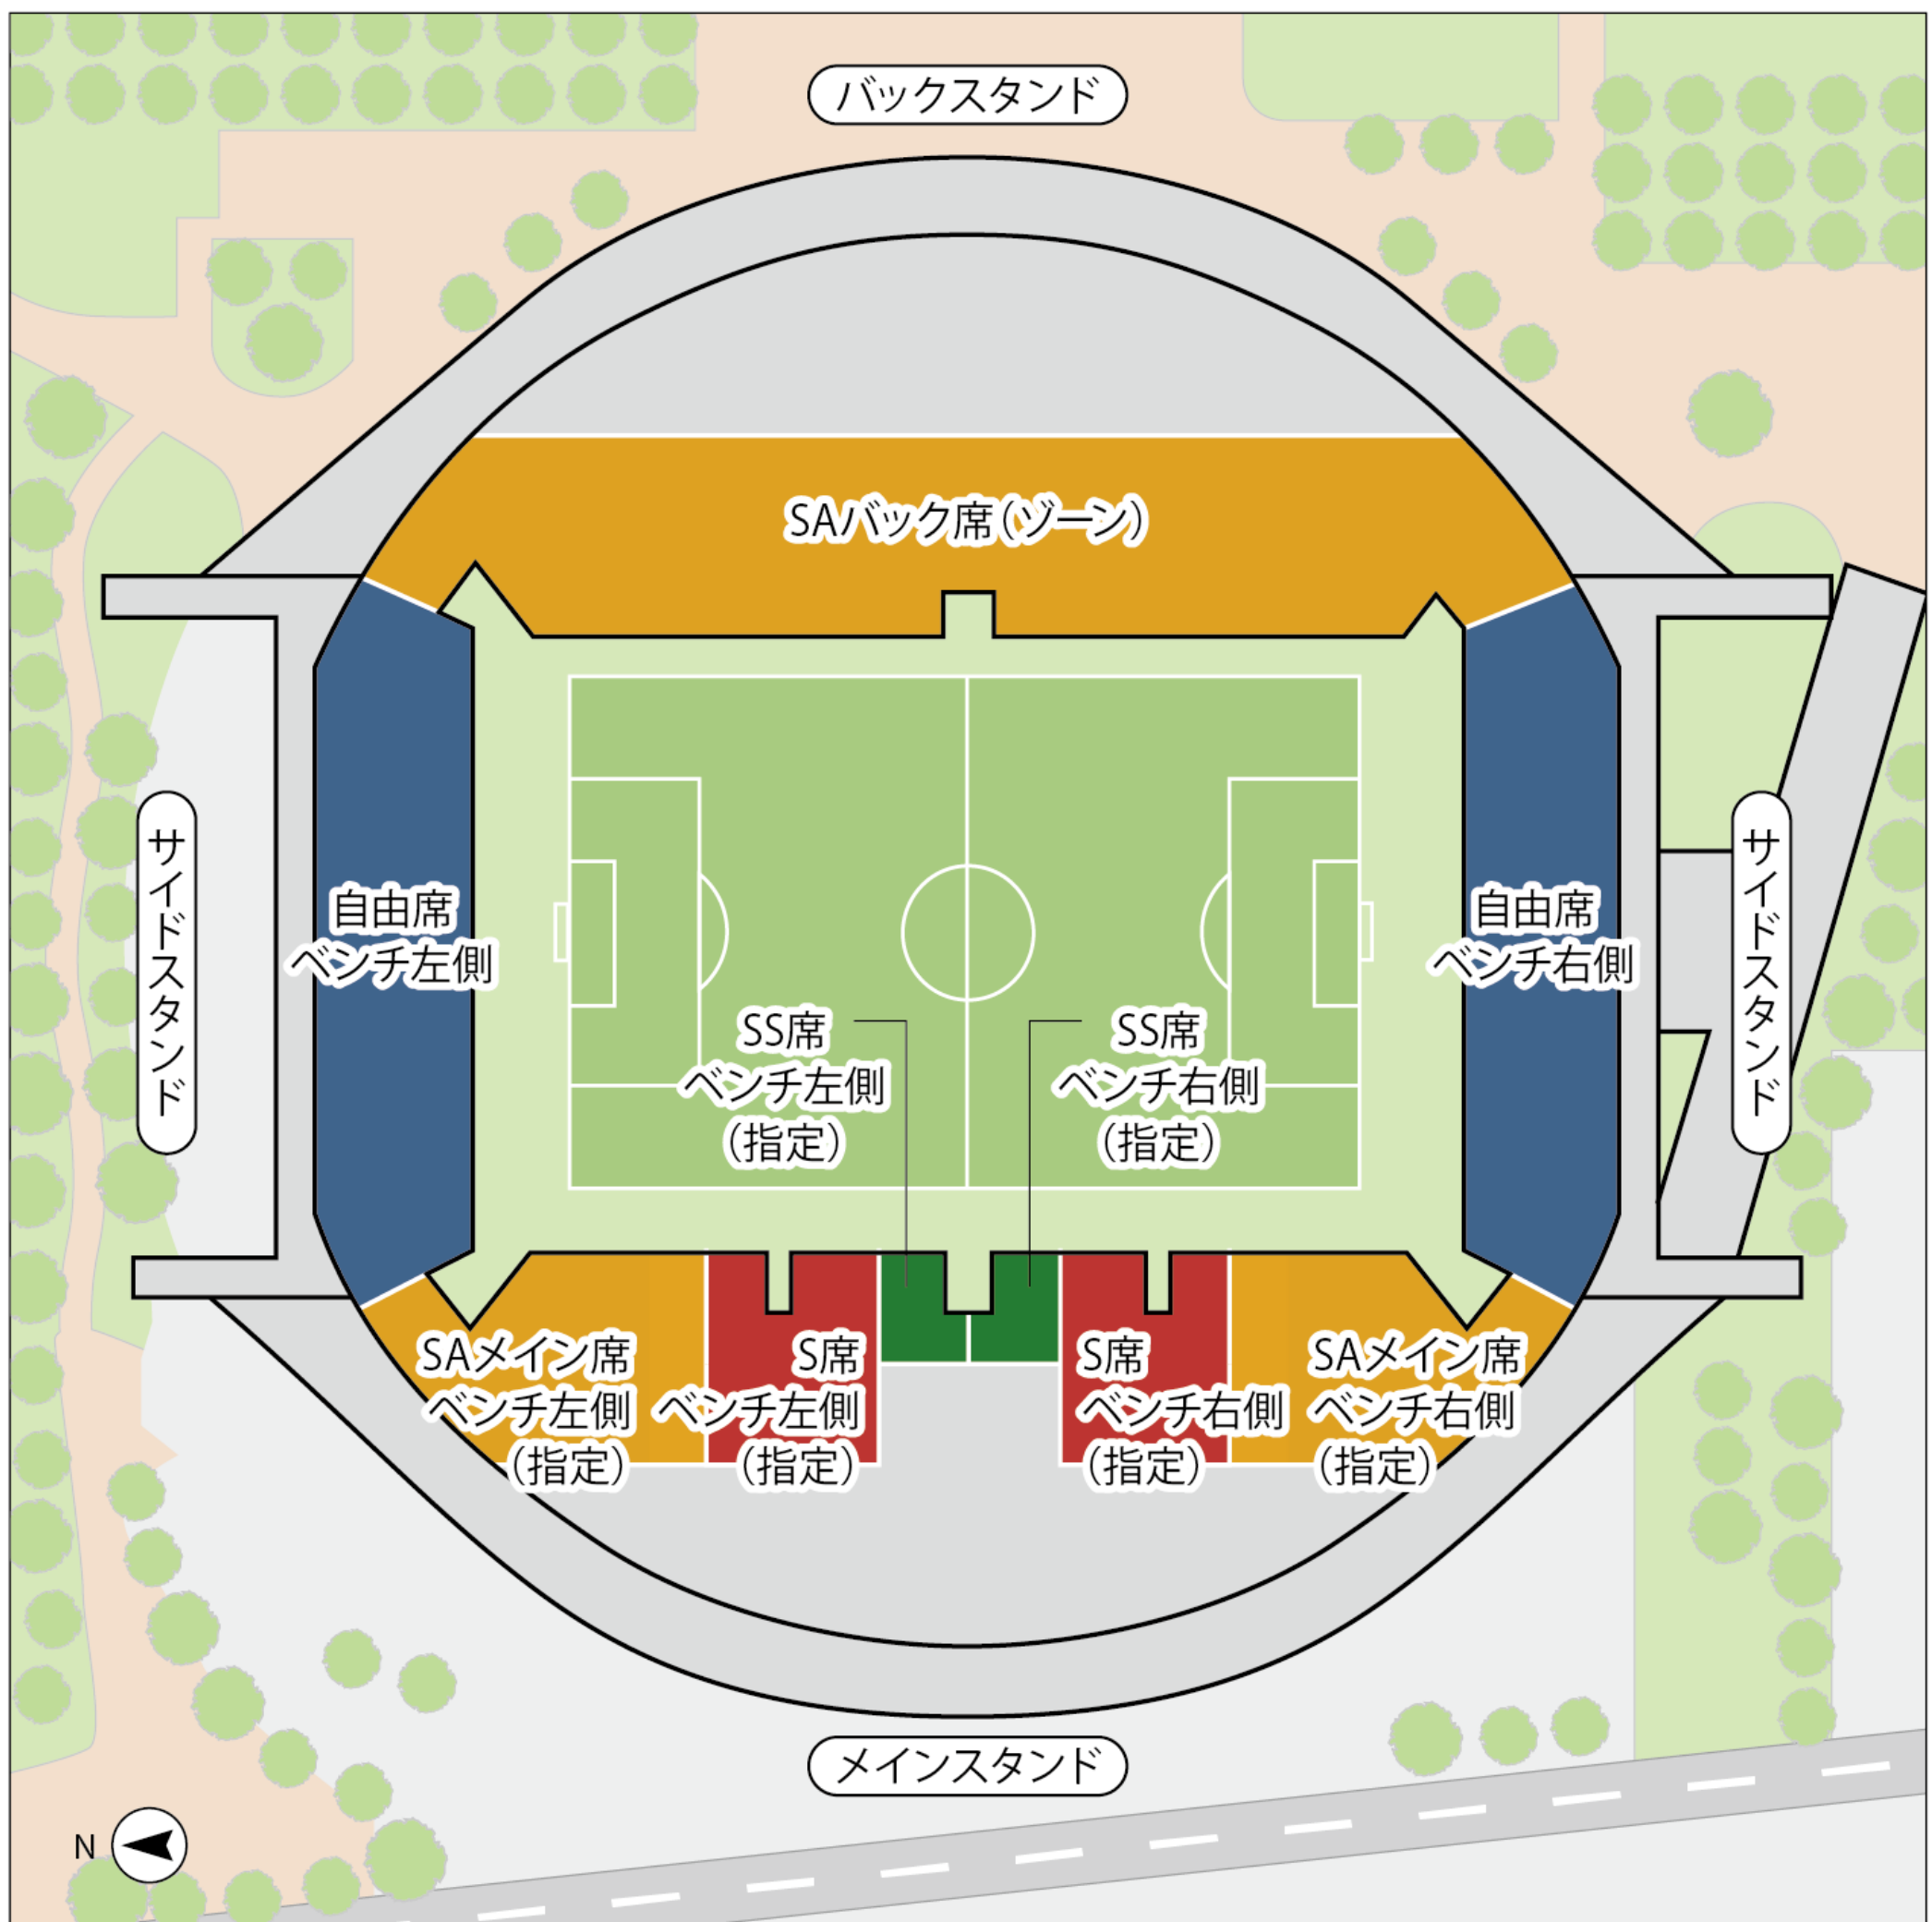 バックスタンド
SAバック席（ゾーン）
サイドスタンド
自由席
ベンチ左側
自由席
ベンチ右側
サイドスタンド
SS席
ベンチ左側
（指定）
SS席
ベンチ右側
（指定）
SAメイン席
ベンチ左側
（指定）
S席
ベンチ左側
（指定）
S席
ベンチ右側
（指定）
SAメイン席
ベンチ右側
（指定）
メインスタンド
N